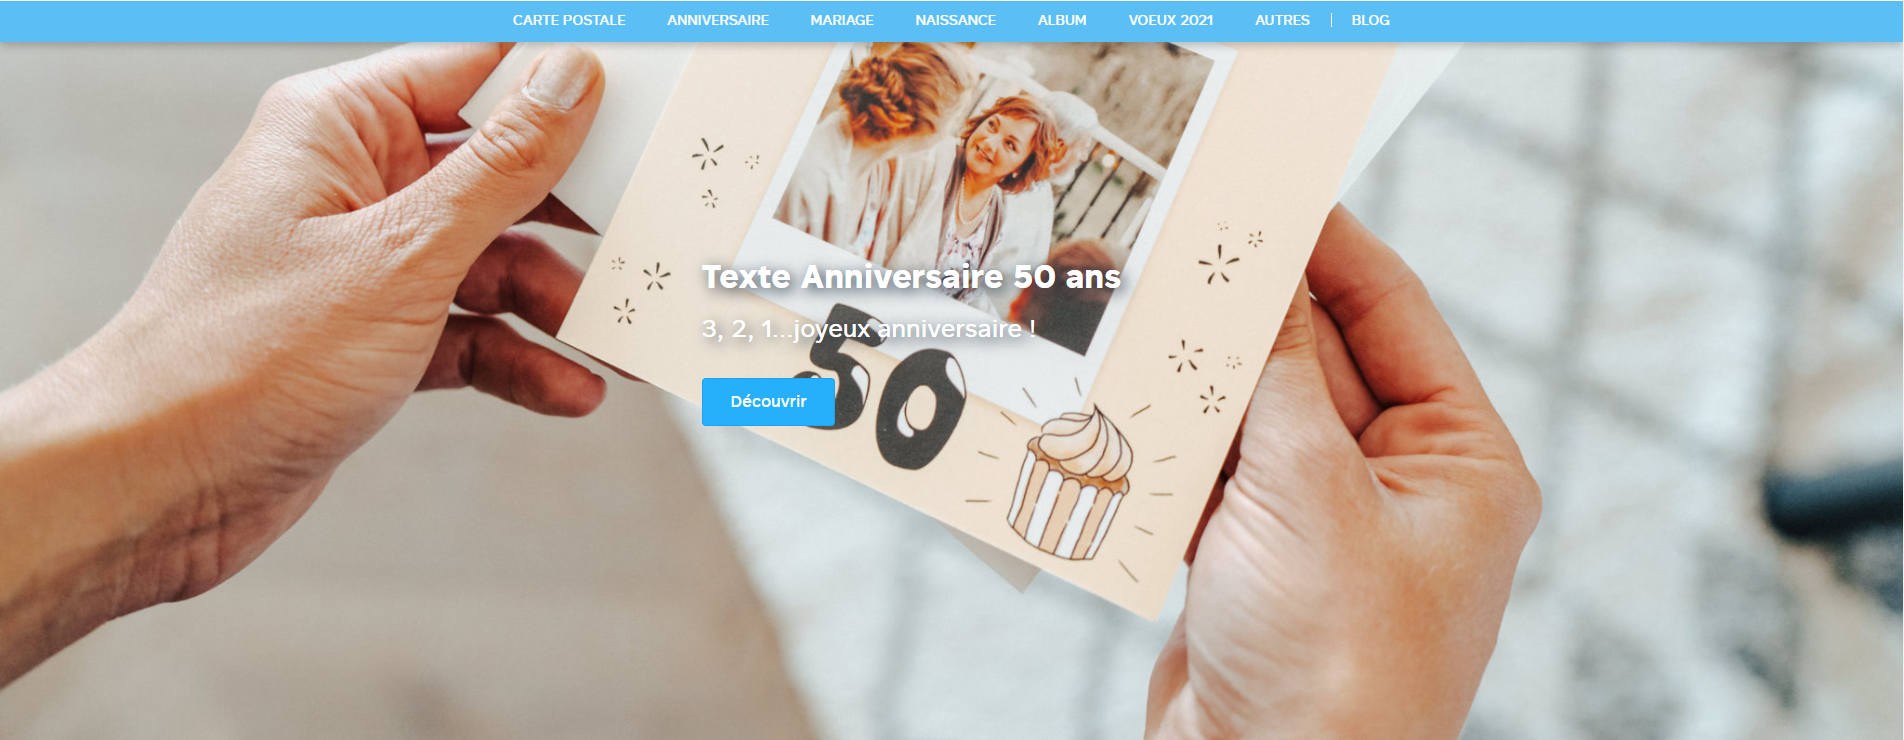 CARTE POSTALE ANNIVERSAIRE MARIAGE NAISSANCE ALBUM VOEUX 2021 AUTRES BLOG
Texte Anniversaire 50 ans
3, 2, 1...joyeux anniversaire !
50
Découvrir